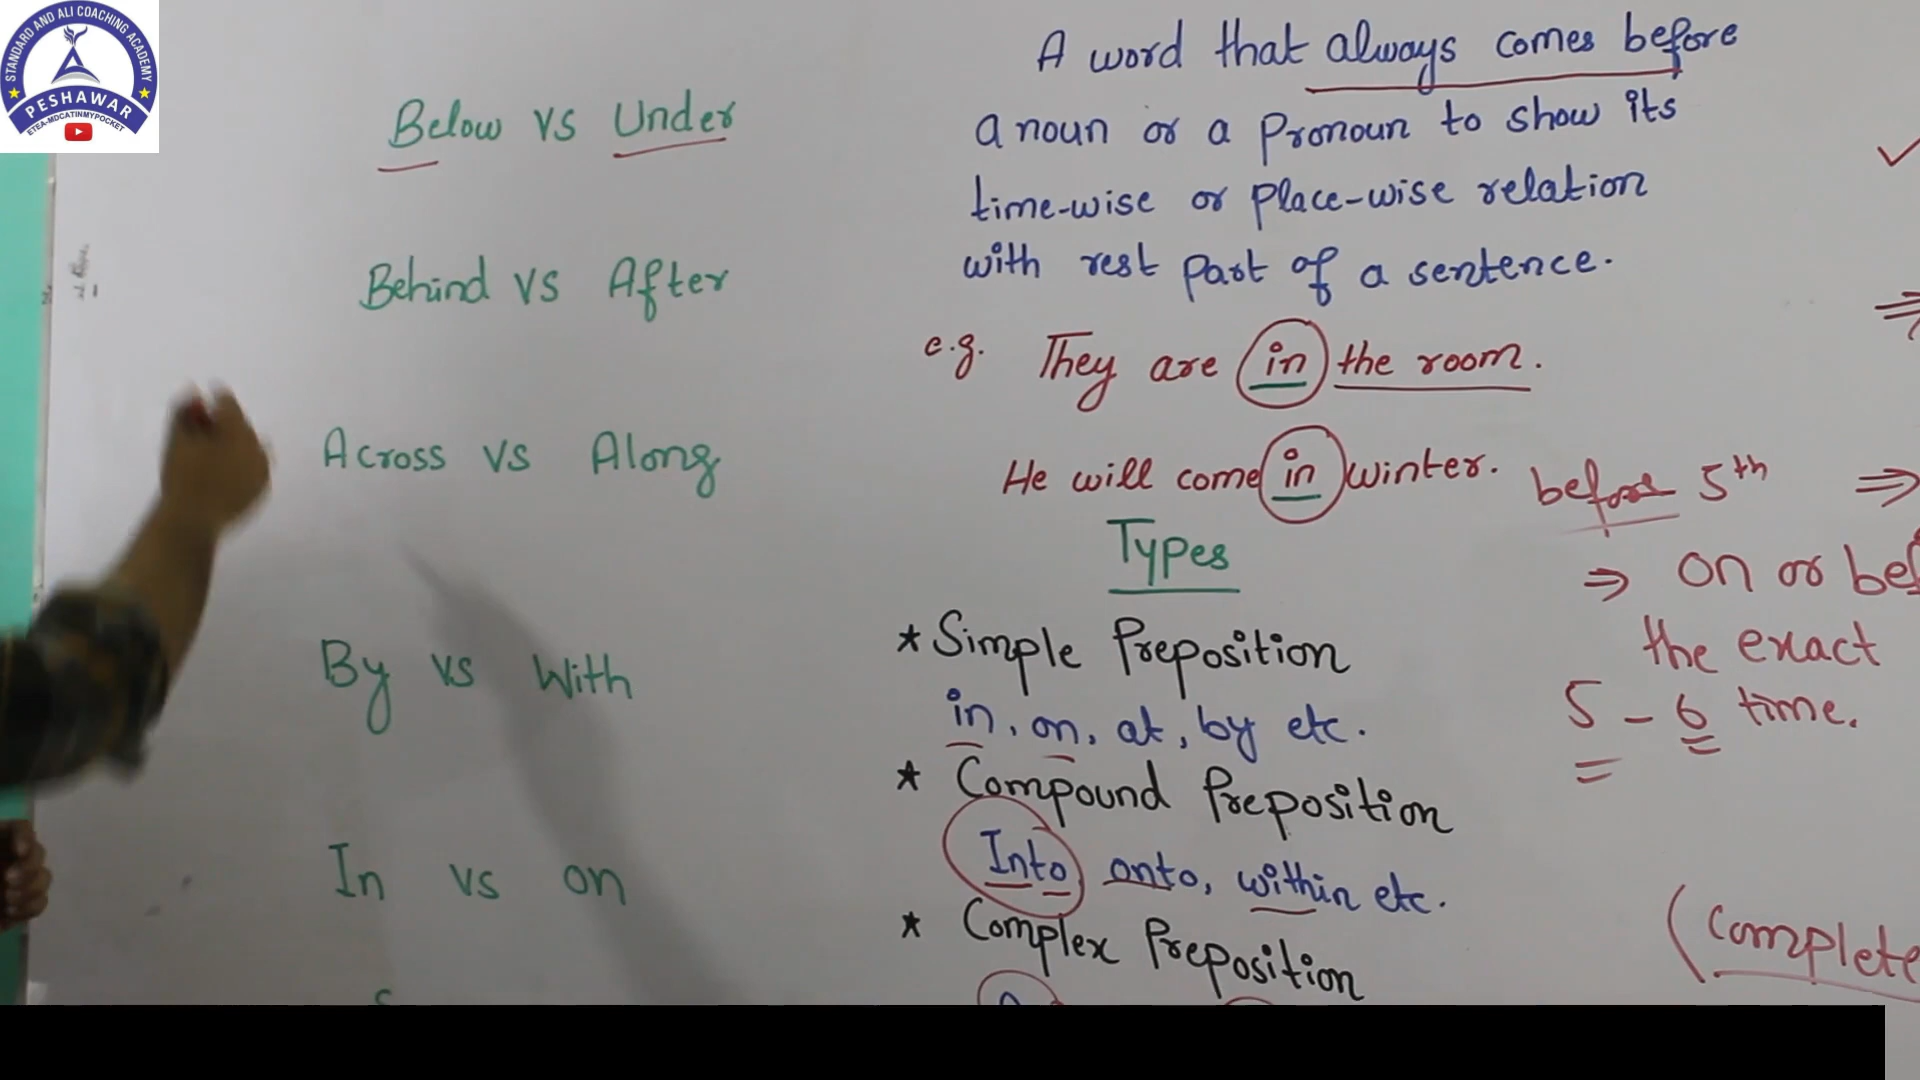 STANDARD AND ALI COACHING ACADEMY
PESHAWAR
ETEA-MDCATINMYPOCKET
Below vs Under
Behind vs After
Across vs Along
By vs With
In vs on
A word that always comes before
a noun or a pronoun to show its
time-wise or place-wise relation
with rest part of a sentence.
e.g. They are in the room.
He will come in winter.
before 5th ⇒
⇒ on or bef
the exact
5 - 6 time.
Types
* Simple Preposition
in, on, at, by etc.
* Compound Preposition
Into onto, within etc.
* Complex Preposition
(complete